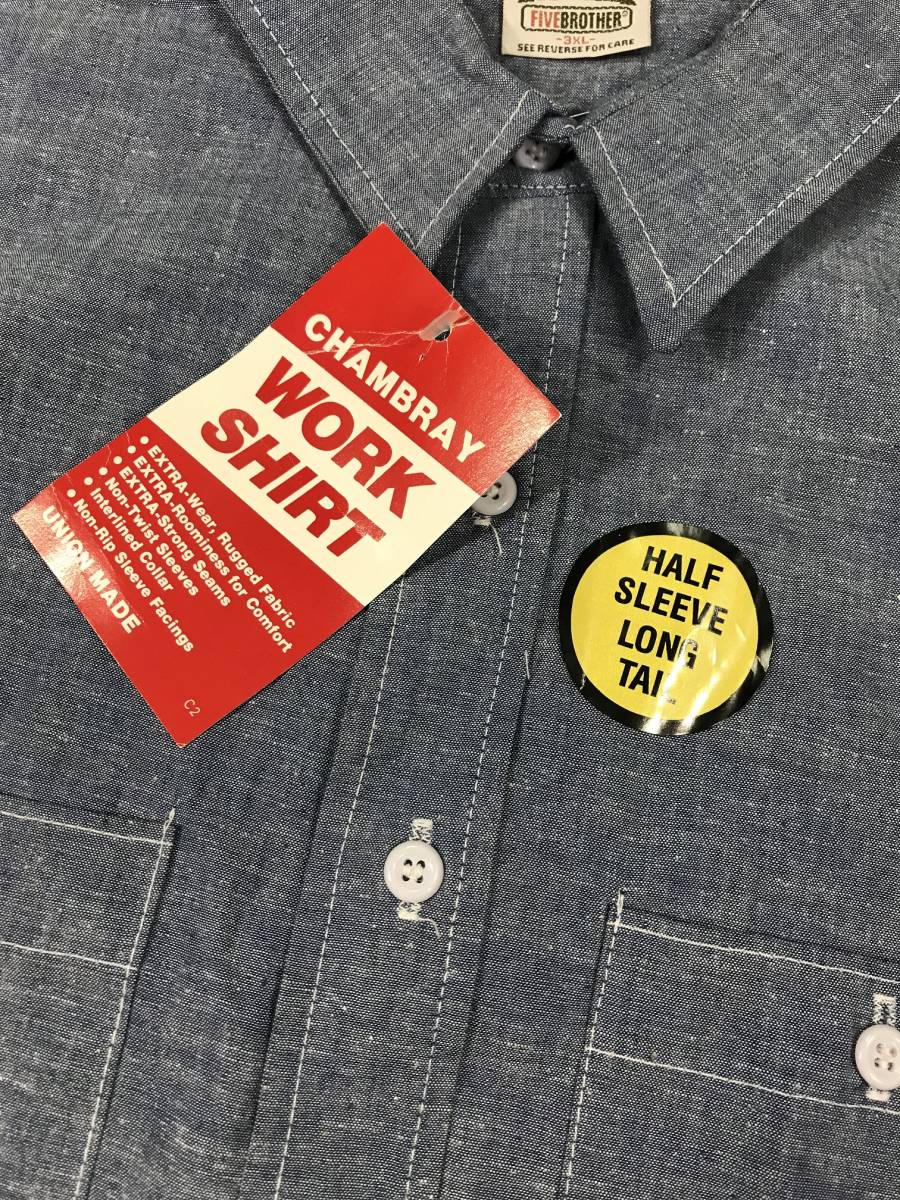 FIVEBROTHER®
-3XL-
SEE REVERSE FOR CARE
CHAMBRAY
WORK
SHIRT
• EXTRA-Wear, Rugged Fabric
• EXTRA-Roominess for Comfort
• EXTRA-Strong Seams
• Non-Twist Sleeves
• Interlined Collar
• Non-Rip Sleeve Facings
UNION MADE
C2
HALF
SLEEVE
LONG
TAIL